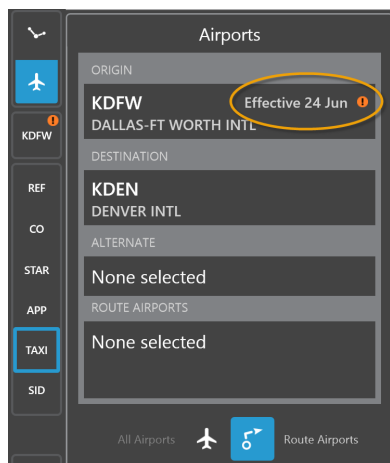 Airports
ORIGIN
KDFW Effective 24 Jun !
DALLAS-FT WORTH INTL
DESTINATION
KDEN
DENVER INTL
ALTERNATE
None selected
ROUTE AIRPORTS
None selected
All Airports Route Airports
!
KDFW
REF
CO
STAR
APP
TAXI
SID